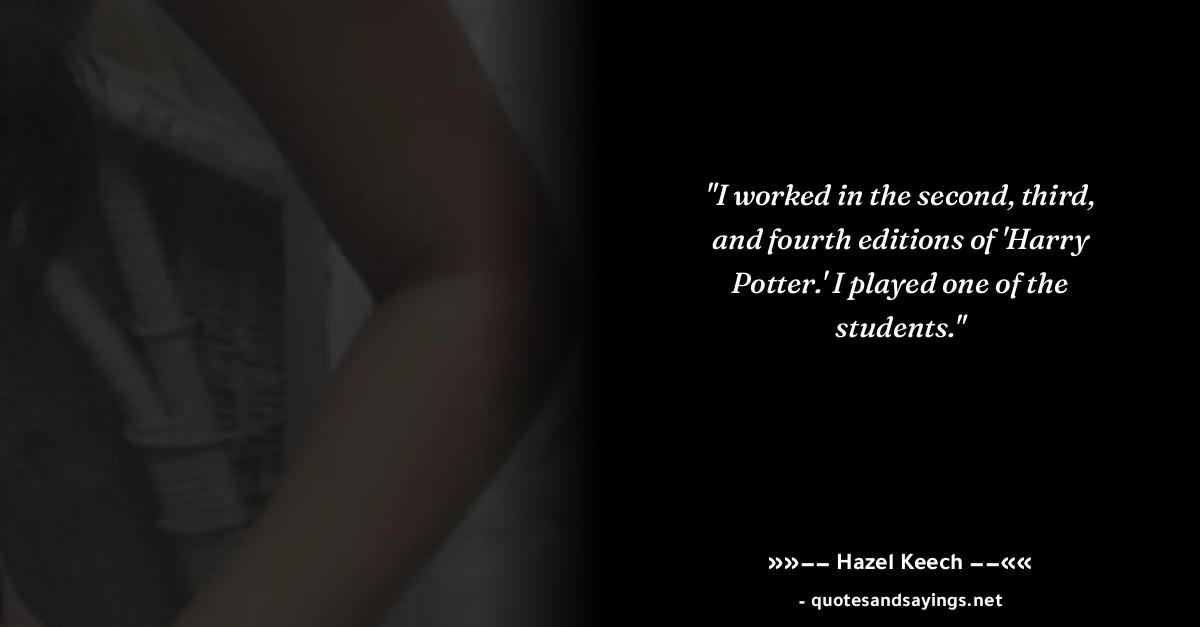 "I worked in the second, third,
and fourth editions of 'Harry
Potter.' I played one of the
students."
»»–– Hazel Keech ––««
- quotesandsayings.net